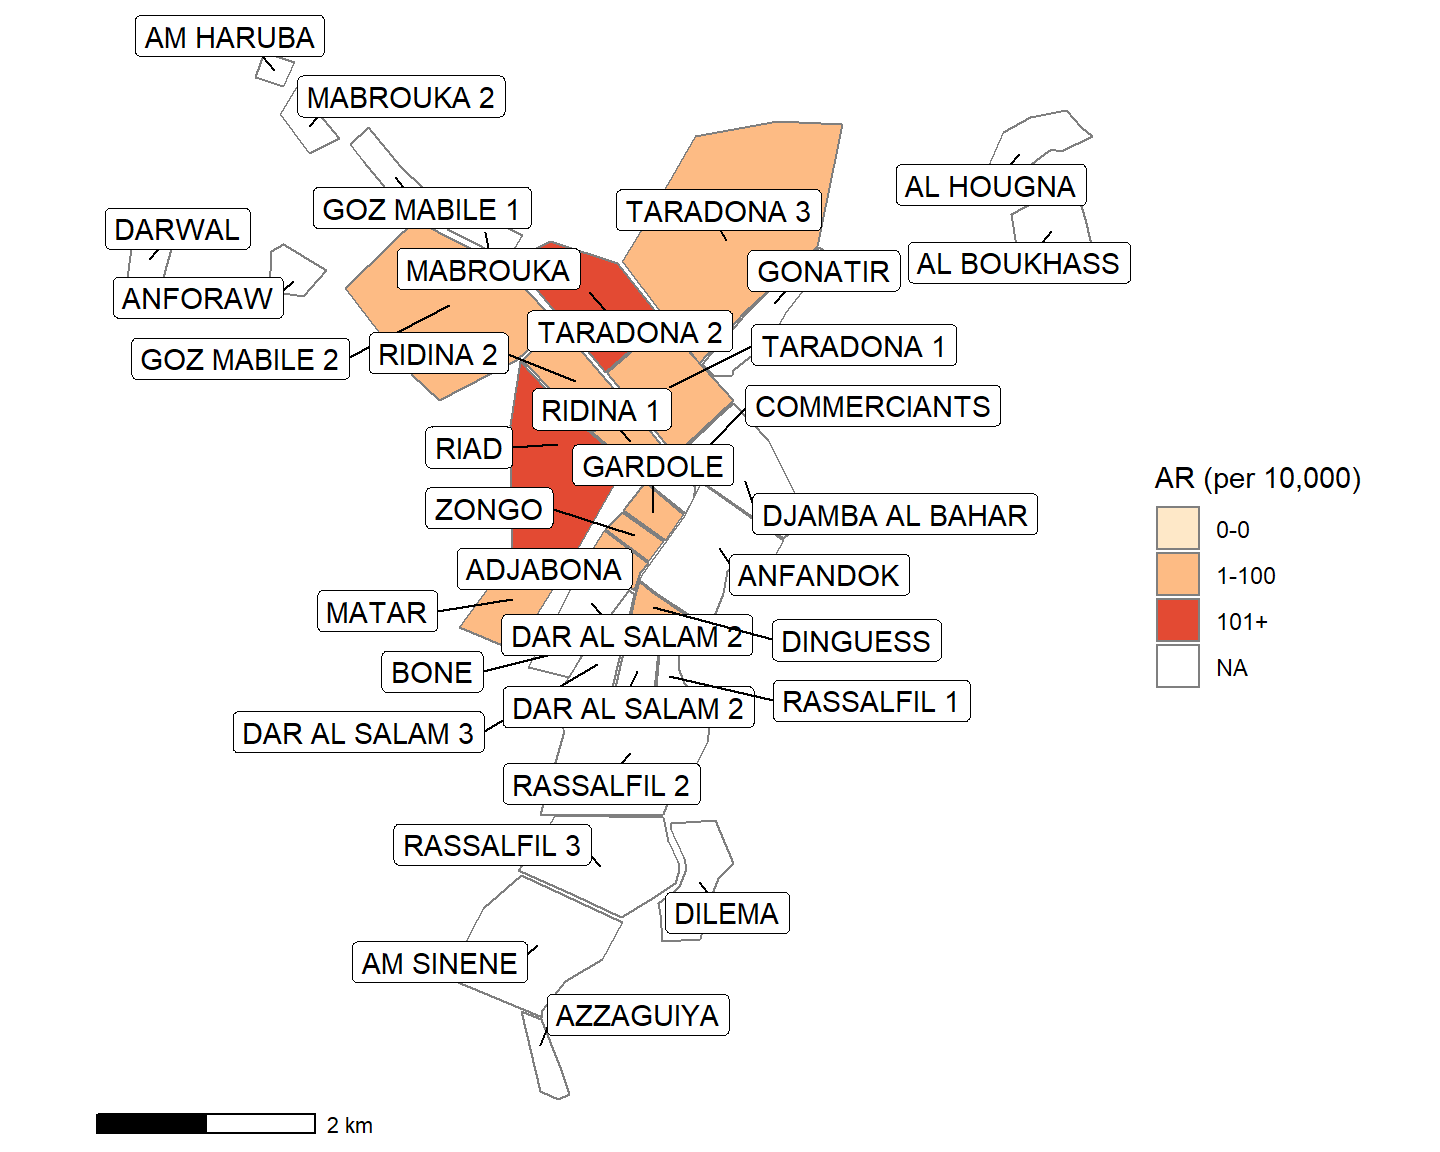 AM HARUBA
MABROUKA 2
AL HOUGNA
GOZ MABILE 1
TARADONA 3
DARWAL
AL BOUKHASS
MABROUKA
GONATIR
ANFORAW
TARADONA 2
TARADONA 1
GOZ MABILE 2
RIDINA 2
RIDINA 1
COMMERCIANTS
RIAD
GARDOLE
AR (per 10,000)
ZONGO
DJAMBA AL BAHAR
0-0
ADJABONA
ANFANDOK
1-100
MATAR
101+
DAR AL SALAM 2
DINGUESS
BONE
NA
DAR AL SALAM 2
RASSALFIL 1
DAR AL SALAM 3
RASSALFIL 2
RASSALFIL 3
DILEMA
AM SINENE
AZZAGUIYA
2 km